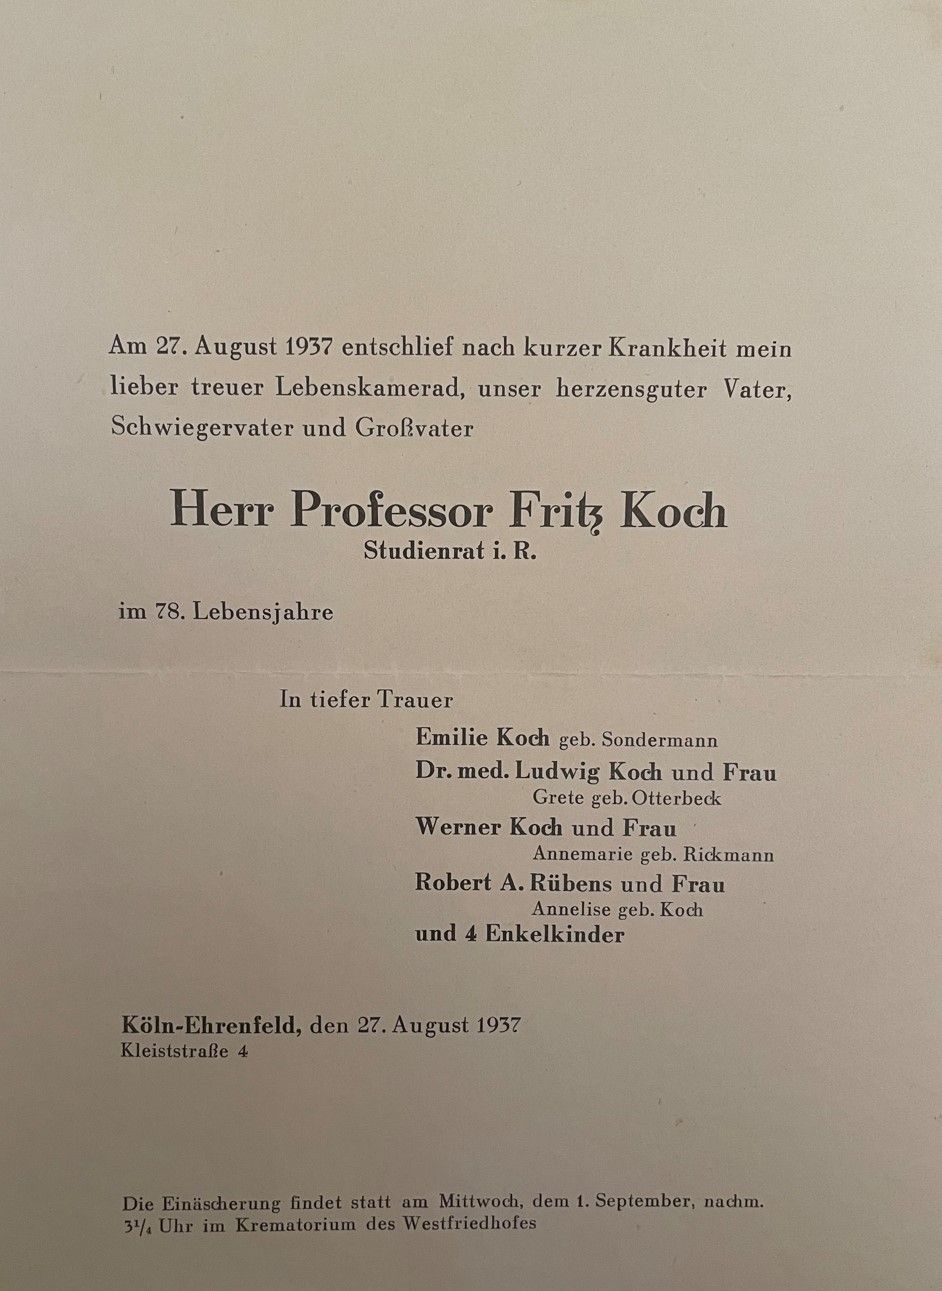 Am 27. August 1937 entschlief nach kurzer Krankheit mein
lieber treuer Lebenskamerad, unser herzensguter Vater,
Schwiegervater und Großvater
Herr Professor Fritz Koch
Studienrat i. R.
im 78. Lebensjahre
In tiefer Trauer
Emilie Koch geb. Sondermann
Dr. med. Ludwig Koch und Frau
Grete geb. Otterbeck
Werner Koch und Frau
Annemarie geb. Rickmann
Robert A. Rübens und Frau
Annelise geb. Koch
und 4 Enkelkinder
Köln-Ehrenfeld, den 27. August 1937
Kleiststraße 4
Die Einäscherung findet statt am Mittwoch, dem 1. September, nachm.
3¹/₄ Uhr im Krematorium des Westfriedhofes